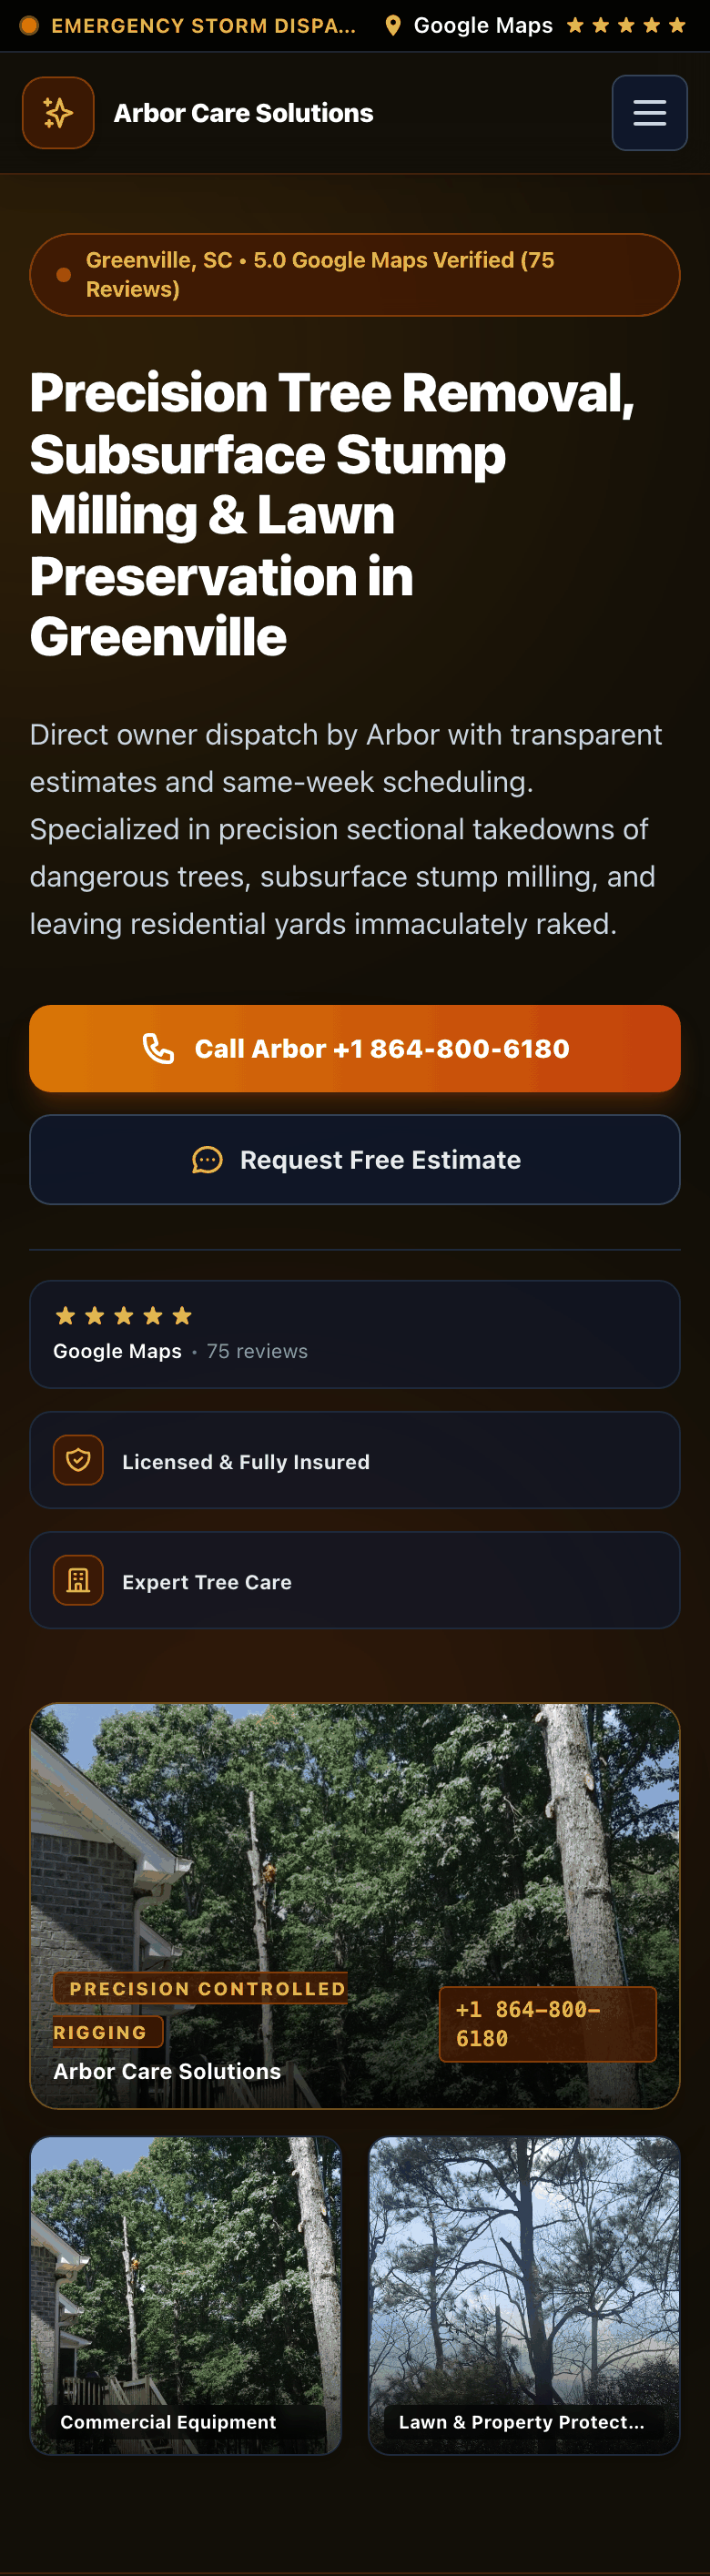 EMERGENCY STORM DISPA...
Google Maps
Arbor Care Solutions
Greenville, SC • 5.0 Google Maps Verified (75
Reviews)
Precision Tree Removal,
Subsurface Stump
Milling & Lawn
Preservation in
Greenville
Direct owner dispatch by Arbor with transparent
estimates and same-week scheduling.
Specialized in precision sectional takedowns of
dangerous trees, subsurface stump milling, and
leaving residential yards immaculately raked.
Call Arbor +1 864-800-6180
Request Free Estimate
Google Maps • 75 reviews
Licensed & Fully Insured
Expert Tree Care
PRECISION CONTROLLED
RIGGING
Arbor Care Solutions
+1 864-800-
6180
Commercial Equipment
Lawn & Property Protect...